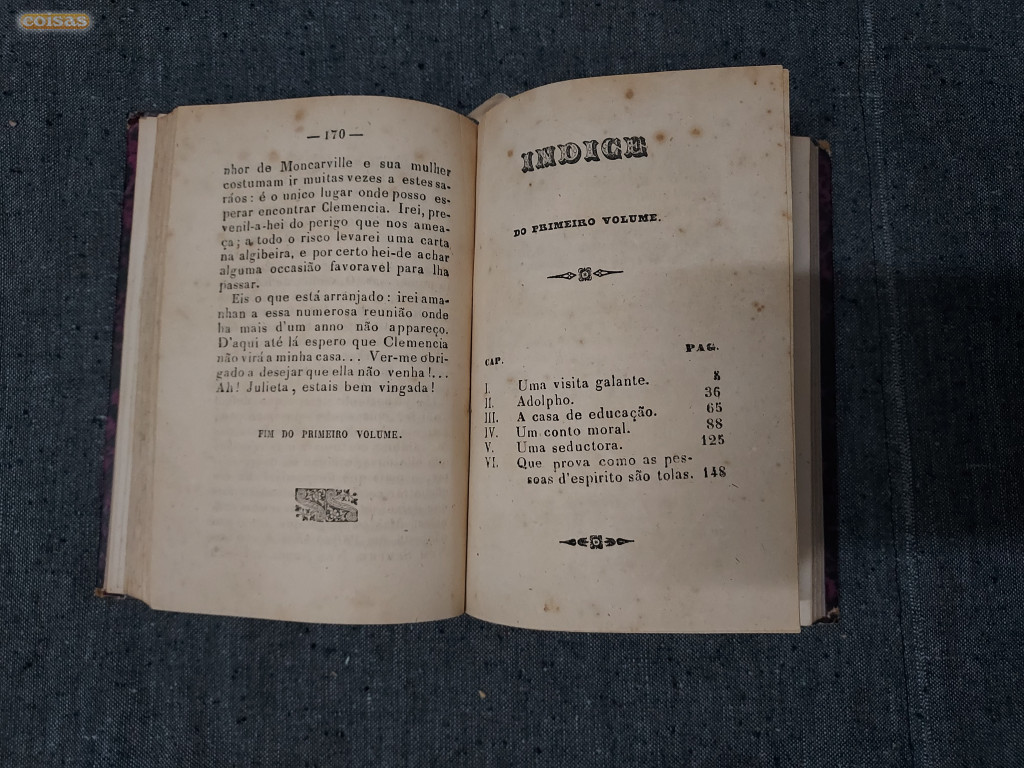 coisas
— 170 —
nhor de Moncarville e sua mulher
costumam ir muitas vezes a estes sa-
ráos: é o unico lugar onde posso es-
perar encontrar Clemencia. Irei, pre-
venil-a-hei do perigo que nos amea-
ça; a todo o risco levarei uma carta
na algibeira, e por certo hei-de achar
alguma occasião favoravel para lha
passar.
Eis o que está arranjado: irei ama-
nhan a essa numerosa reunião onde
ha mais d'um anno não appareço.
D'aqui até lá espero que Clemencia
não virá a minha casa... Ver-me obri-
gado a desejar que ella não venha!...
Ah! Julieta, estais bem vingada!
FIM DO PRIMEIRO VOLUME.
INDICE
DO PRIMEIRO VOLUME.
CAP. PAG.
I. Uma visita galante.
II. Adolpho. 36
III. A casa de educação. 65
IV. Um conto moral. 88
V. Uma seductora. 125
VI. Que prova como as pes-
soas d'espirito são tolas. 148